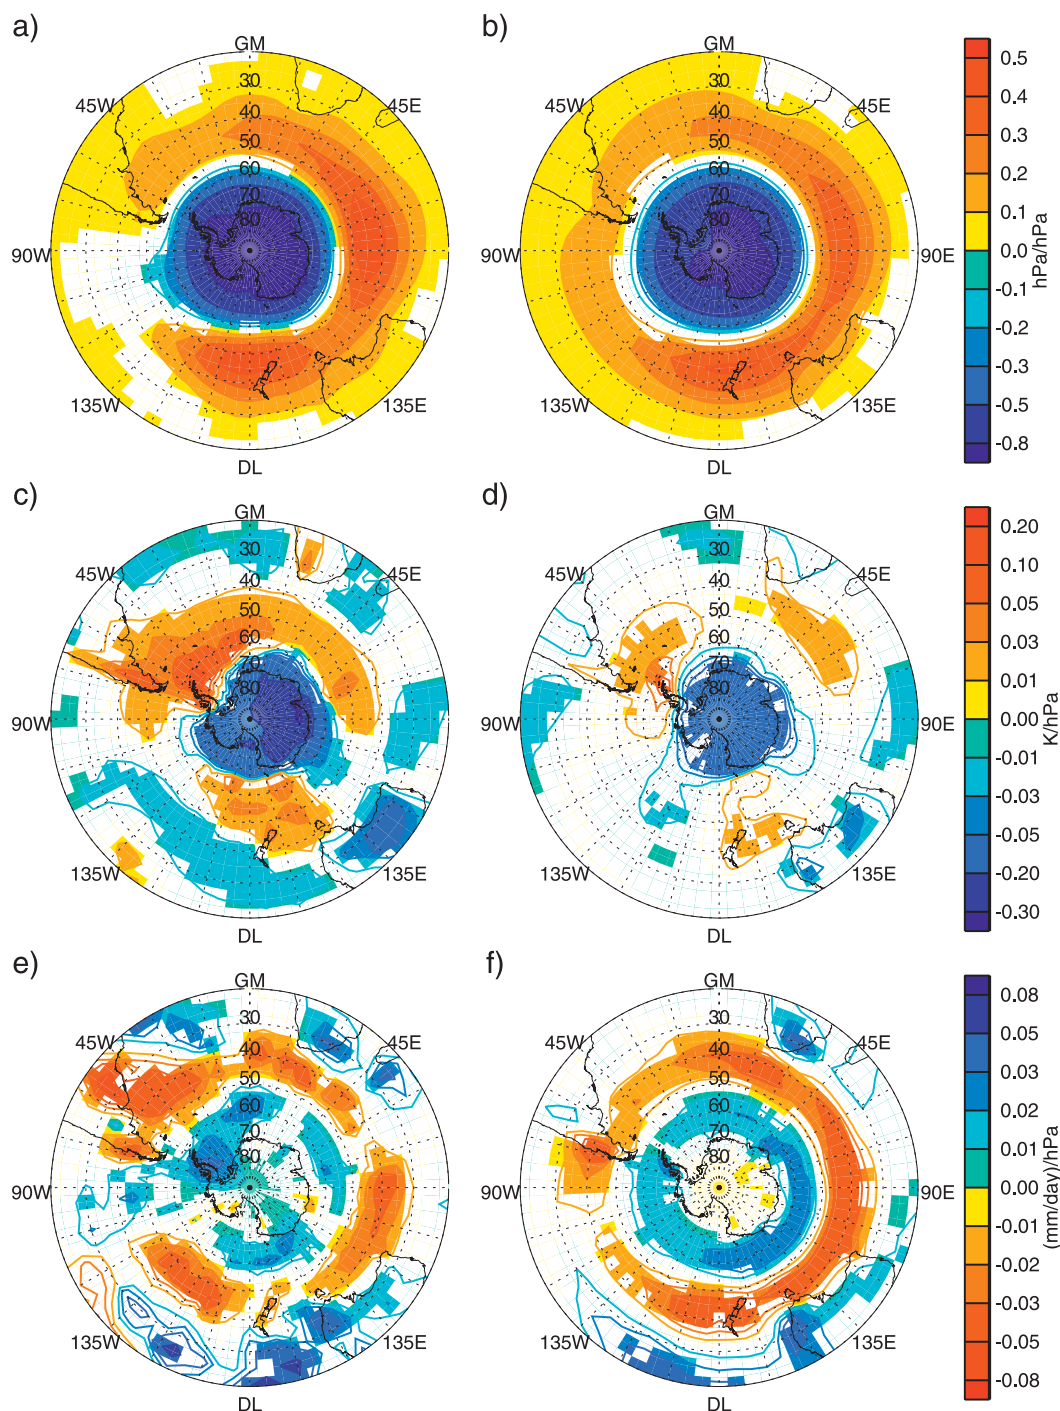 a)
GM
30
40
50
60
70
80
45W
45E
90W
135W
135E
DL
b)
GM
30
40
50
60
70
80
45W
45E
90E
135W
135E
DL
0.5
0.4
0.3
0.2
0.1
0.0
-0.1
-0.2
-0.3
-0.5
-0.8
hPa/hPa
c)
GM
30
40
50
60
70
80
45W
45E
90W
135W
135E
DL
d)
GM
30
40
50
60
70
80
45W
45E
90E
135W
135E
DL
0.20
0.10
0.05
0.03
0.01
0.00
-0.01
-0.03
-0.05
-0.20
-0.30
K/hPa
e)
GM
30
40
50
60
70
80
45W
45E
90W
135W
135E
DL
f)
GM
30
40
50
60
70
80
45W
45E
90E
135W
135E
DL
0.08
0.05
0.03
0.02
0.01
0.00
-0.01
-0.02
-0.03
-0.05
-0.08
(mm/day)/hPa